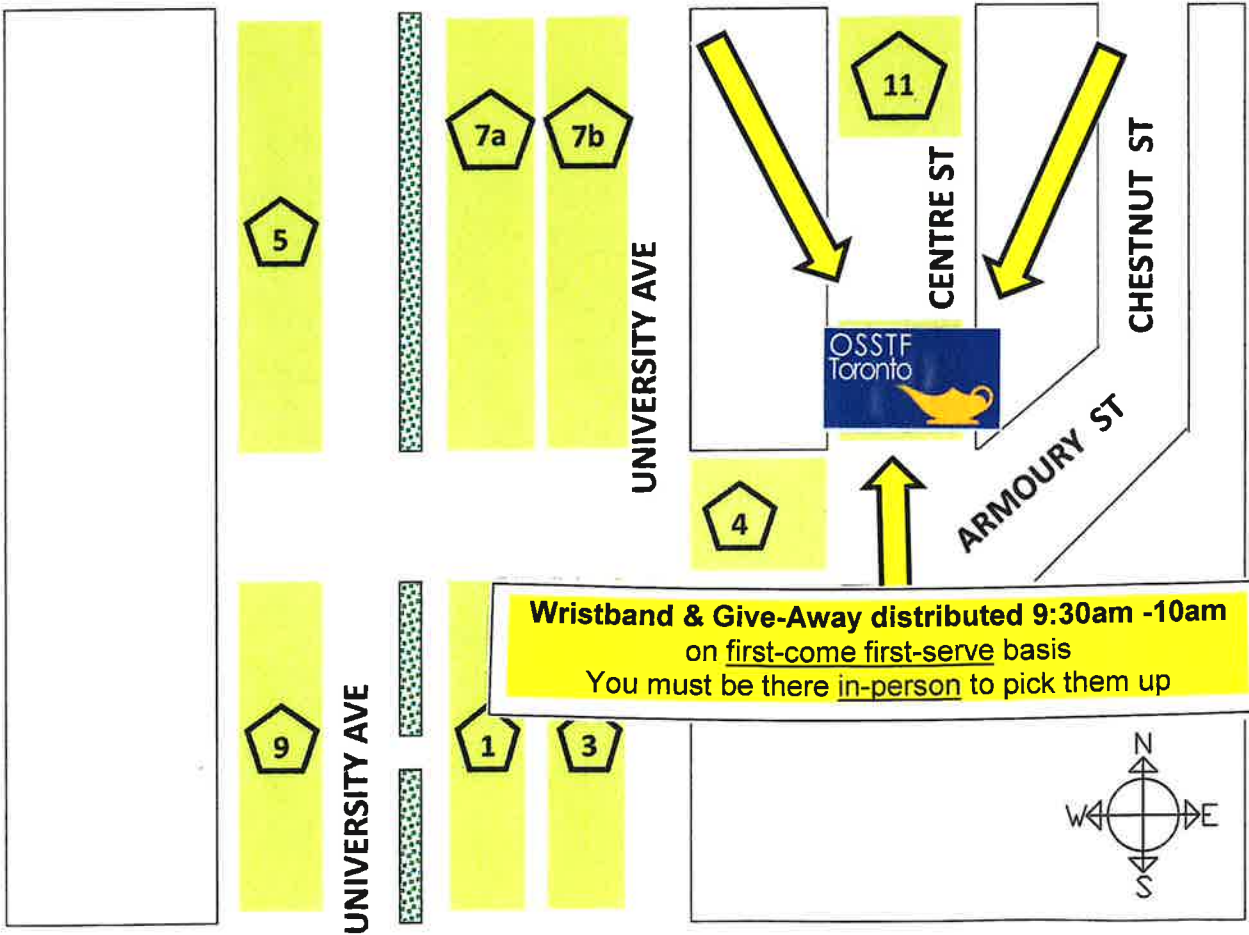 11
7a
7b
5
CENTRE ST
CHESTNUT ST
UNIVERSITY AVE
OSSTF
Toronto
ARMOURY ST
4
Wristband & Give-Away distributed 9:30am -10am
on first-come first-serve basis
You must be there in-person to pick them up
9
UNIVERSITY AVE
1
3
N
W
E
S